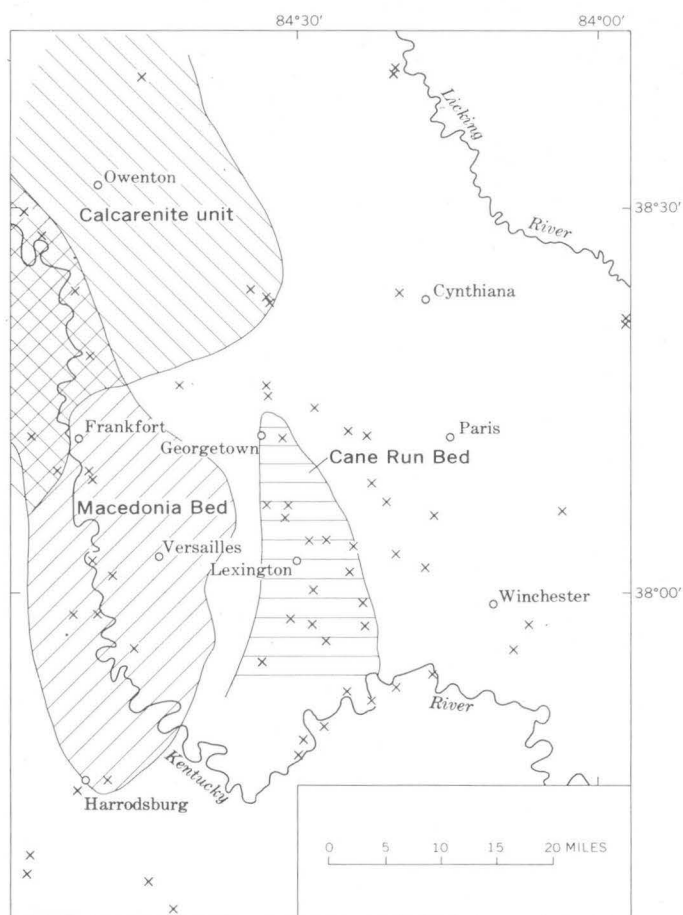 84°30'
84°00'
Licking
River
Owenton
Calcarenite unit
38°30'
Cynthiana
Frankfort
Georgetown
Paris
Cane Run Bed
Macedonia Bed
Versailles
Lexington
Winchester
38°00'
River
Kentucky
Harrodsburg
0 5 10 15 20 MILES